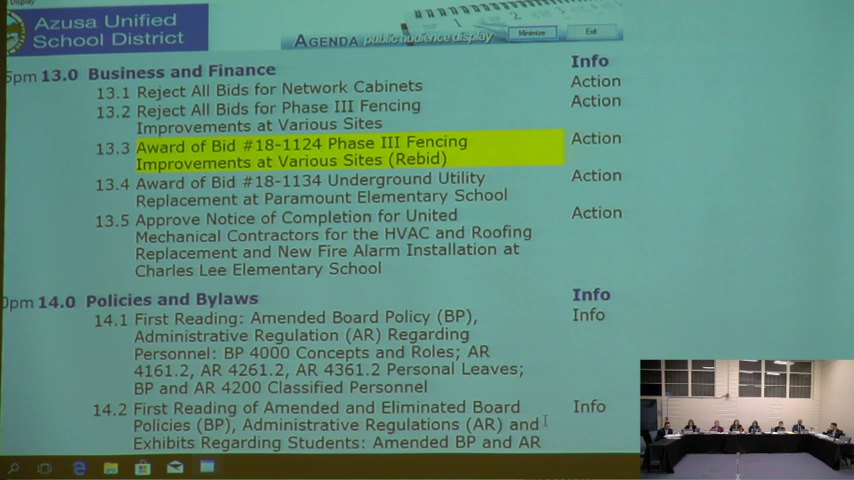 Display
Azusa Unified
School District
AGENDA public audience display
Minimize
Exit
5pm 13.0 Business and Finance Info
13.1 Reject All Bids for Network Cabinets Action
13.2 Reject All Bids for Phase III Fencing Action
Improvements at Various Sites
13.3 Award of Bid #18-1124 Phase III Fencing Action
Improvements at Various Sites (Rebid)
13.4 Award of Bid #18-1134 Underground Utility Action
Replacement at Paramount Elementary School
13.5 Approve Notice of Completion for United Action
Mechanical Contractors for the HVAC and Roofing
Replacement and New Fire Alarm Installation at
Charles Lee Elementary School
0pm 14.0 Policies and Bylaws Info
14.1 First Reading: Amended Board Policy (BP), Info
Administrative Regulation (AR) Regarding
Personnel: BP 4000 Concepts and Roles; AR
4161.2, AR 4261.2, AR 4361.2 Personal Leaves;
BP and AR 4200 Classified Personnel
14.2 First Reading of Amended and Eliminated Board Info
Policies (BP), Administrative Regulations (AR) and
Exhibits Regarding Students: Amended BP and AR